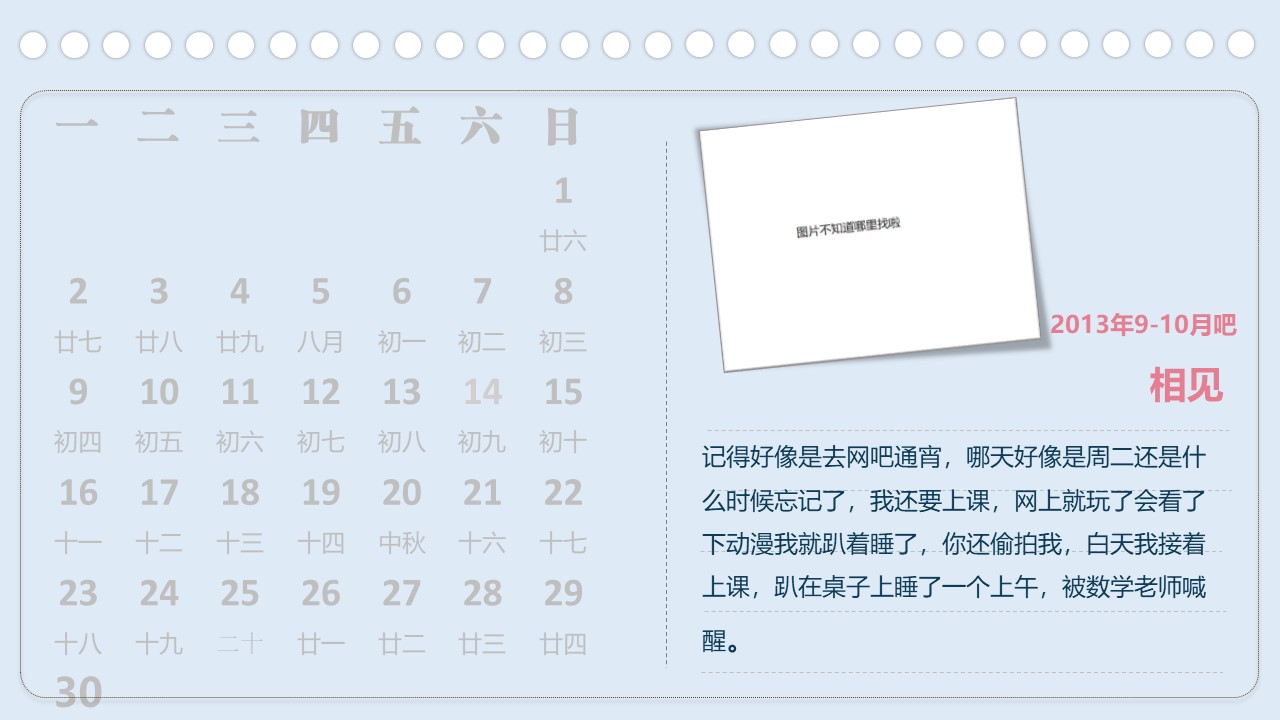 一 二 三 四 五 六 日
1
廿六
2 3 4 5 6 7 8
廿七 廿八 廿九 八月 初一 初二 初三
9 10 11 12 13 14 15
初四 初五 初六 初七 初八 初九 初十
16 17 18 19 20 21 22
十一 十二 十三 十四 中秋 十六 十七
23 24 25 26 27 28 29
十八 十九 二十 廿一 廿二 廿三 廿四
30
图片不知道哪里找啦
2013年9-10月吧
相见
记得好像是去网吧通宵，哪天好像是周二还是什
么时候忘记了，我还要上课，网上就玩了会看了
下动漫我就趴着睡了，你还偷拍我，白天我接着
上课，趴在桌子上睡了一个上午，被数学老师喊
醒。